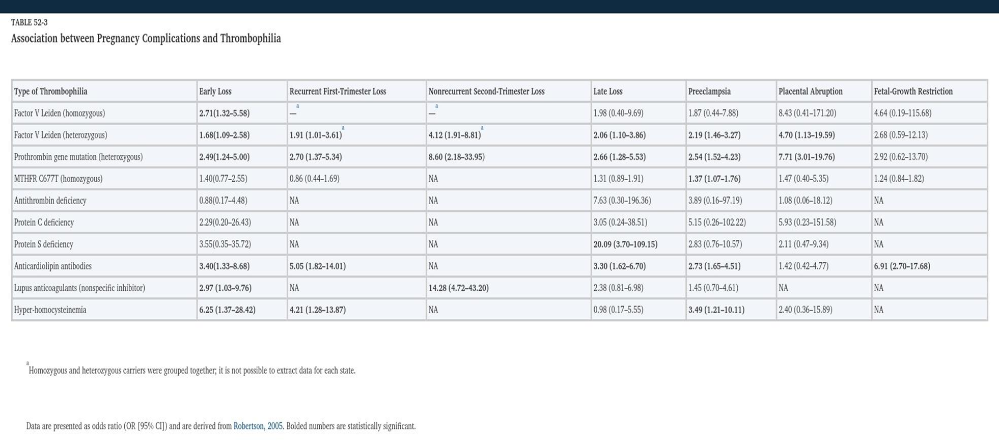 TABLE 52-3
Association between Pregnancy Complications and Thrombophilia
Type of Thrombophilia Early Loss Recurrent First-Trimester Loss Nonrecurrent Second-Trimester Loss Late Loss Preeclampsia Placental Abruption Fetal-Growth Restriction
Factor V Leiden (homozygous) 2.71(1.32–5.58) —a —a 1.98 (0.40–9.69) 1.87 (0.44–7.88) 8.43 (0.41–171.20) 4.64 (0.19–115.68)
Factor V Leiden (heterozygous) 1.68(1.09–2.58) 1.91 (1.01–3.61)a 4.12 (1.91–8.81)a 2.06 (1.10–3.86) 2.19 (1.46–3.27) 4.70 (1.13–19.59) 2.68 (0.59–12.13)
Prothrombin gene mutation (heterozygous) 2.49(1.24–5.00) 2.70 (1.37–5.34) 8.60 (2.18–33.95) 2.66 (1.28–5.53) 2.54 (1.52–4.23) 7.71 (3.01–19.76) 2.92 (0.62–13.70)
MTHFR C677T (homozygous) 1.40(0.77–2.55) 0.86 (0.44–1.69) NA 1.31 (0.89–1.91) 1.37 (1.07–1.76) 1.47 (0.40–5.35) 1.24 (0.84–1.82)
Antithrombin deficiency 0.88(0.17–4.48) NA NA 7.63 (0.30–196.36) 3.89 (0.16–97.19) 1.08 (0.06–18.12) NA
Protein C deficiency 2.29(0.20–26.43) NA NA 3.05 (0.24–38.51) 5.15 (0.26–102.22) 5.93 (0.23–151.58) NA
Protein S deficiency 3.55(0.35–35.72) NA NA 20.09 (3.70–109.15) 2.83 (0.76–10.57) 2.11 (0.47–9.34) NA
Anticardiolipin antibodies 3.40(1.33–8.68) 5.05 (1.82–14.01) NA 3.30 (1.62–6.70) 2.73 (1.65–4.51) 1.42 (0.42–4.77) 6.91 (2.70–17.68)
Lupus anticoagulants (nonspecific inhibitor) 2.97 (1.03–9.76) NA 14.28 (4.72–43.20) 2.38 (0.81–6.98) 1.45 (0.70–4.61) NA NA
Hyper-homocysteinemia 6.25 (1.37–28.42) 4.21 (1.28–13.87) NA 0.98 (0.17–5.55) 3.49 (1.21–10.11) 2.40 (0.36–15.89) NA
aHomozygous and heterozygous carriers were grouped together; it is not possible to extract data for each state.
Data are presented as odds ratio (OR [95% CI]) and are derived from Robertson, 2005. Bolded numbers are statistically significant.